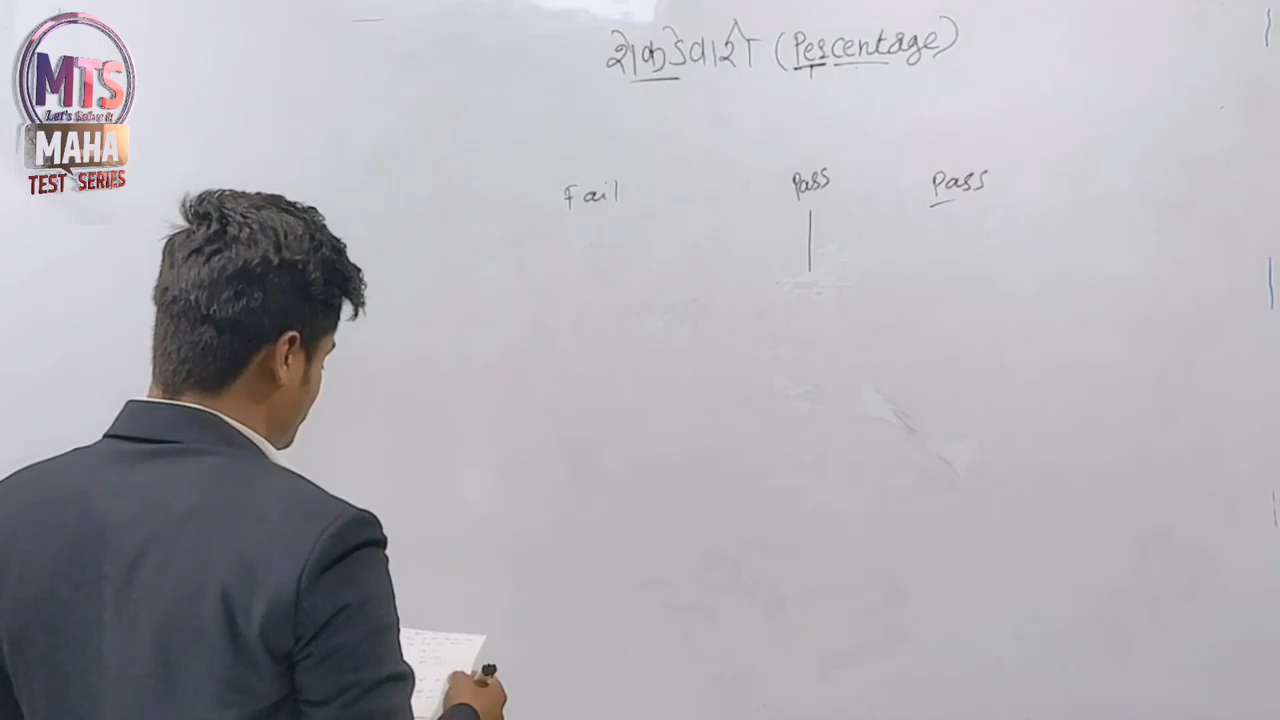 MTS
Let's Solve it
MAHA
TEST SERIES
शेकडेवारी (Percentage)
Fail Pass Pass